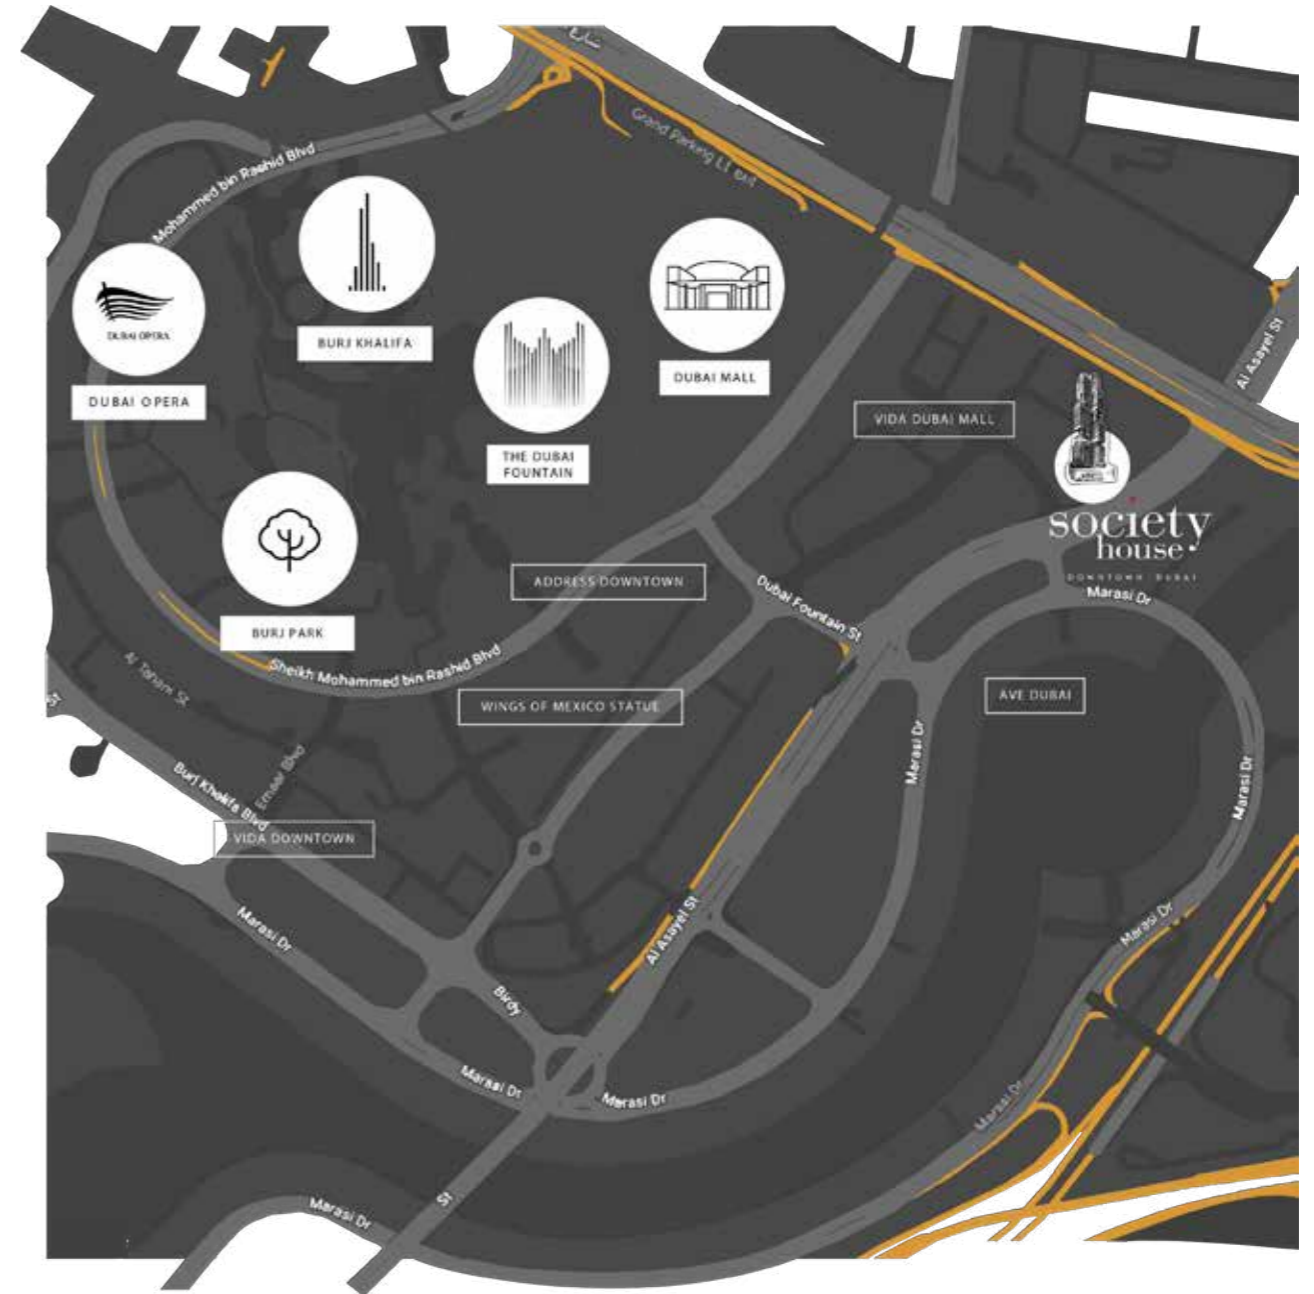 شارع
Grand Parking L1 exit
Mohammed bin Rashid Blvd
DUBAI OPERA
DUBAI OPERA
BURJ KHALIFA
THE DUBAI
FOUNTAIN
DUBAI MALL
VIDA DUBAI MALL
Al Asayel St
society
house
DOWNTOWN DUBAI
Marasi Dr
BURJ PARK
ADDRESS DOWNTOWN
Dubai Fountain St
Sheikh Mohammed bin Rashid Blvd
Al Tanam St
St
WINGS OF MEXICO STATUE
AVE DUBAI
Marasi Dr
Marasi Dr
Burj Khalifa Blvd
Emaar Blvd
VIDA DOWNTOWN
Marasi Dr
Al Asayel St
Marasi Dr
Birdy
Marasi Dr
Marasi Dr
Marasi Dr
St
Marasi Dr